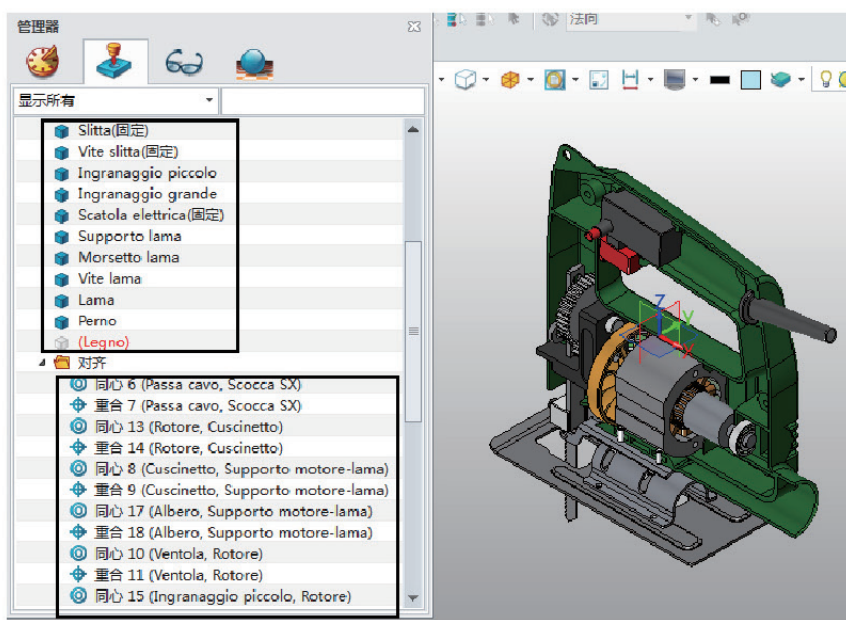 管理器
法向
显示所有
Slitta(固定)
Vite slitta(固定)
Ingranaggio piccolo
Ingranaggio grande
Scatola elettrica(固定)
Supporto lama
Morsetto lama
Vite lama
Lama
Perno
(Legno)
对齐
同心 6 (Passa cavo, Scocca SX)
重合 7 (Passa cavo, Scocca SX)
同心 13 (Rotore, Cuscinetto)
重合 14 (Rotore, Cuscinetto)
同心 8 (Cuscinetto, Supporto motore-lama)
重合 9 (Cuscinetto, Supporto motore-lama)
同心 17 (Albero, Supporto motore-lama)
重合 18 (Albero, Supporto motore-lama)
同心 10 (Ventola, Rotore)
重合 11 (Ventola, Rotore)
同心 15 (Ingranaggio piccolo, Rotore)
Z
y
y